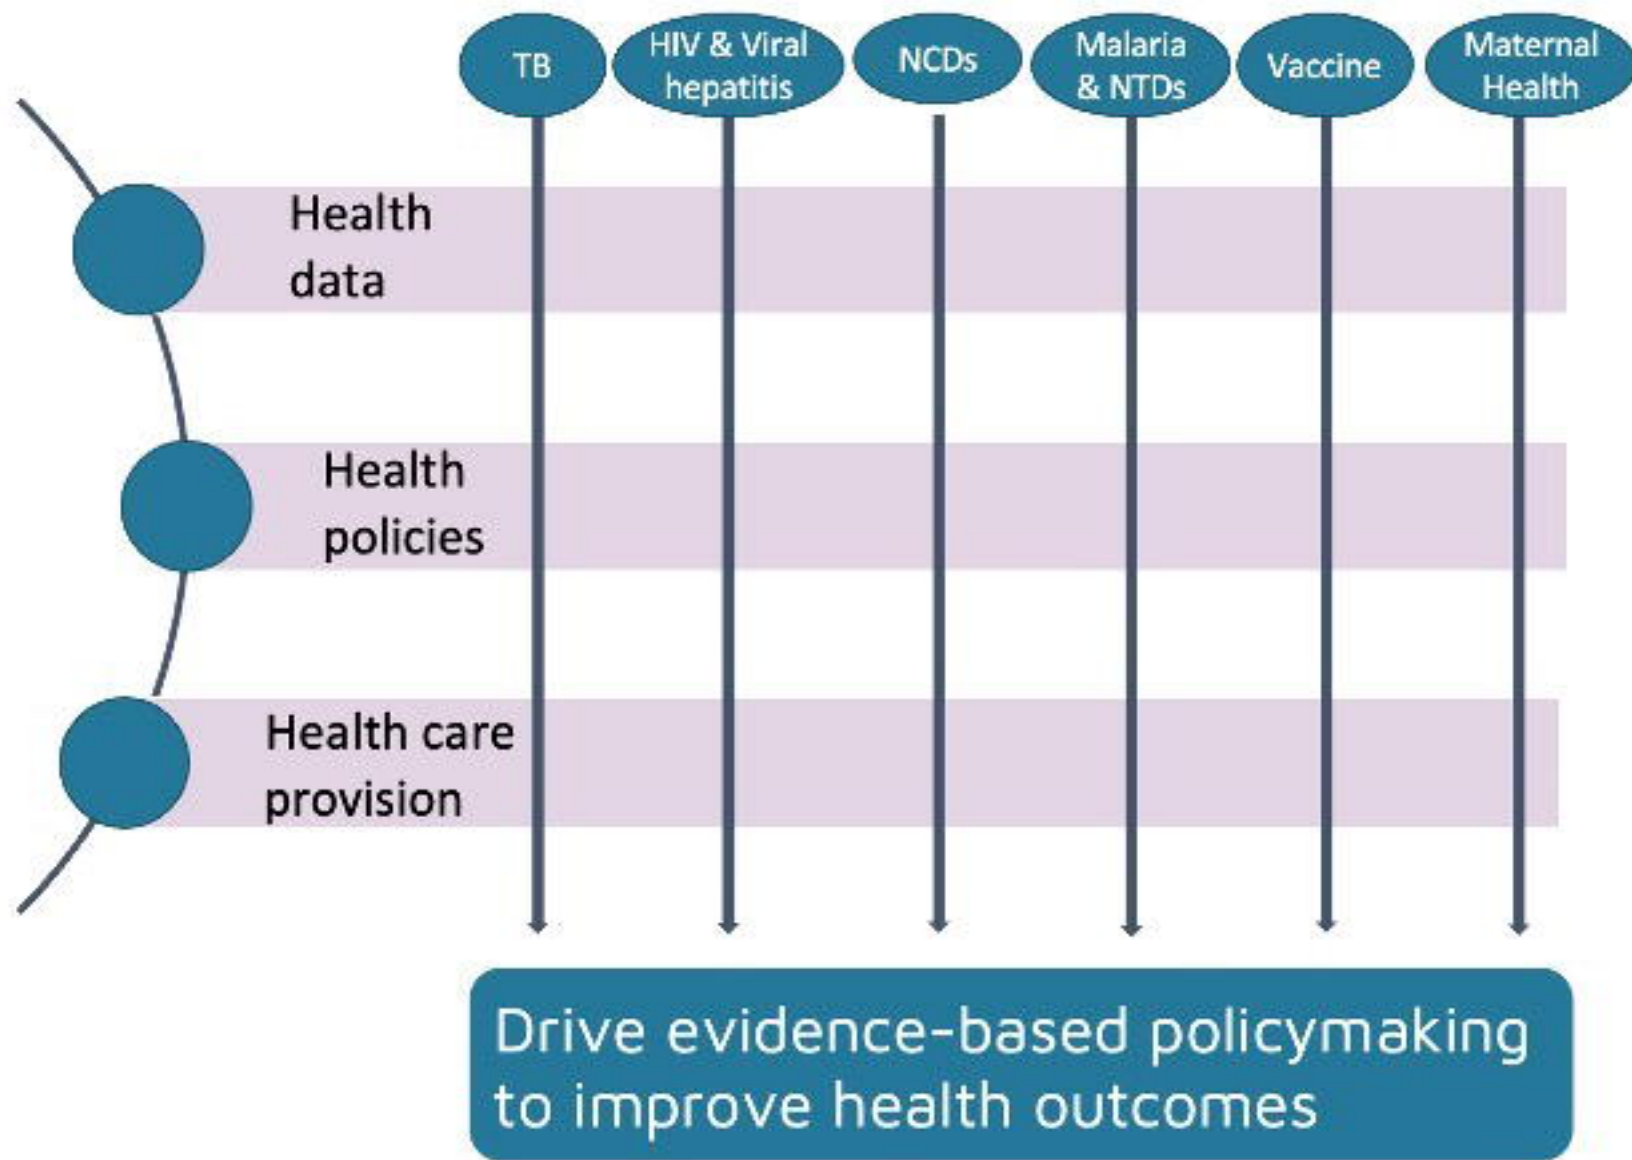 TB
HIV & Viral
hepatitis
NCDs
Malaria
& NTDs
Vaccine
Maternal
Health
Health
data
Health
policies
Health care
provision
Drive evidence-based policymaking
to improve health outcomes